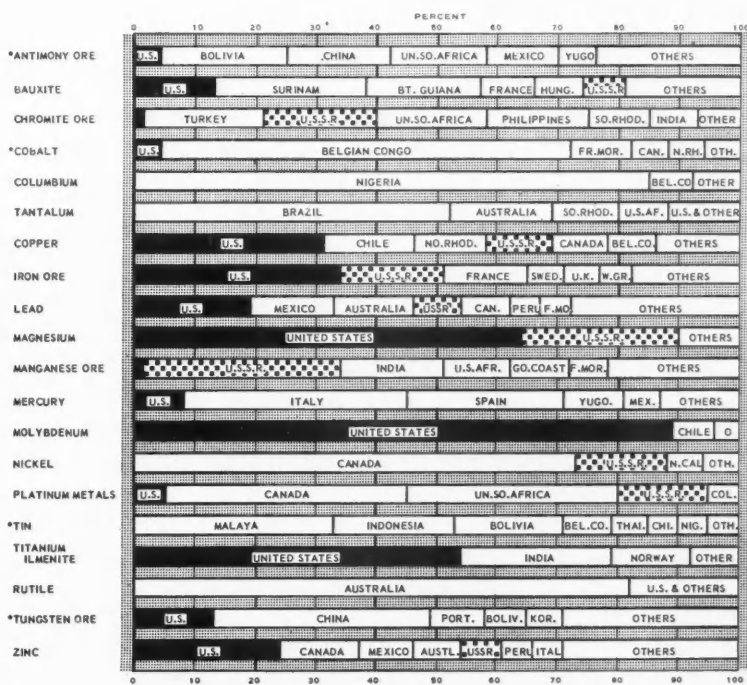 PERCENT
0 10 20 30 40 50 60 70 80 90 100
*ANTIMONY ORE U.S. BOLIVIA CHINA UN.SO.AFRICA MEXICO YUGO OTHERS
BAUXITE U.S. SURINAM BT. GUIANA FRANCE HUNG. U.S.S.R. OTHERS
CHROMITE ORE TURKEY U.S.S.R. UN.SO.AFRICA PHILIPPINES SO.RHOD. INDIA OTHER
*COBALT U.S. BELGIAN CONGO FR.MOR. CAN. N.RH. OTH.
COLUMBIUM NIGERIA BEL.CO OTHER
TANTALUM BRAZIL AUSTRALIA SO.RHOD. U.S.AF. U.S.& OTHER
COPPER U.S. CHILE NO.RHOD. U.S.S.R. CANADA BEL.CO. OTHERS
IRON ORE U.S. U.S.S.R. FRANCE SWED. U.K. W.GR. OTHERS
LEAD U.S. MEXICO AUSTRALIA USSR CAN. PERU F.MO. OTHERS
MAGNESIUM UNITED STATES U.S.S.R. OTHERS
MANGANESE ORE U.S.S.R. INDIA U.S.AFR. GO.COAST F.MOR. OTHERS
MERCURY U.S. ITALY SPAIN YUGO. MEX. OTHERS
MOLYBDENUM UNITED STATES CHILE O
NICKEL CANADA U.S.S.R. N.CAL OTH.
PLATINUM METALS U.S. CANADA UN.SO.AFRICA U.S.S.R. COL.
*TIN MALAYA INDONESIA BOLIVIA BEL.CO. THAI. CHI. NIG. OTH.
TITANIUM
ILMENITE UNITED STATES INDIA NORWAY OTHER
RUTILE AUSTRALIA U.S. & OTHERS
*TUNGSTEN ORE U.S. CHINA PORT. BOLIV. KOR. OTHERS
ZINC U.S. CANADA MEXICO AUSTL. USSR PERU ITAL OTHERS
0 10 20 30 40 50 60 70 80 90 100